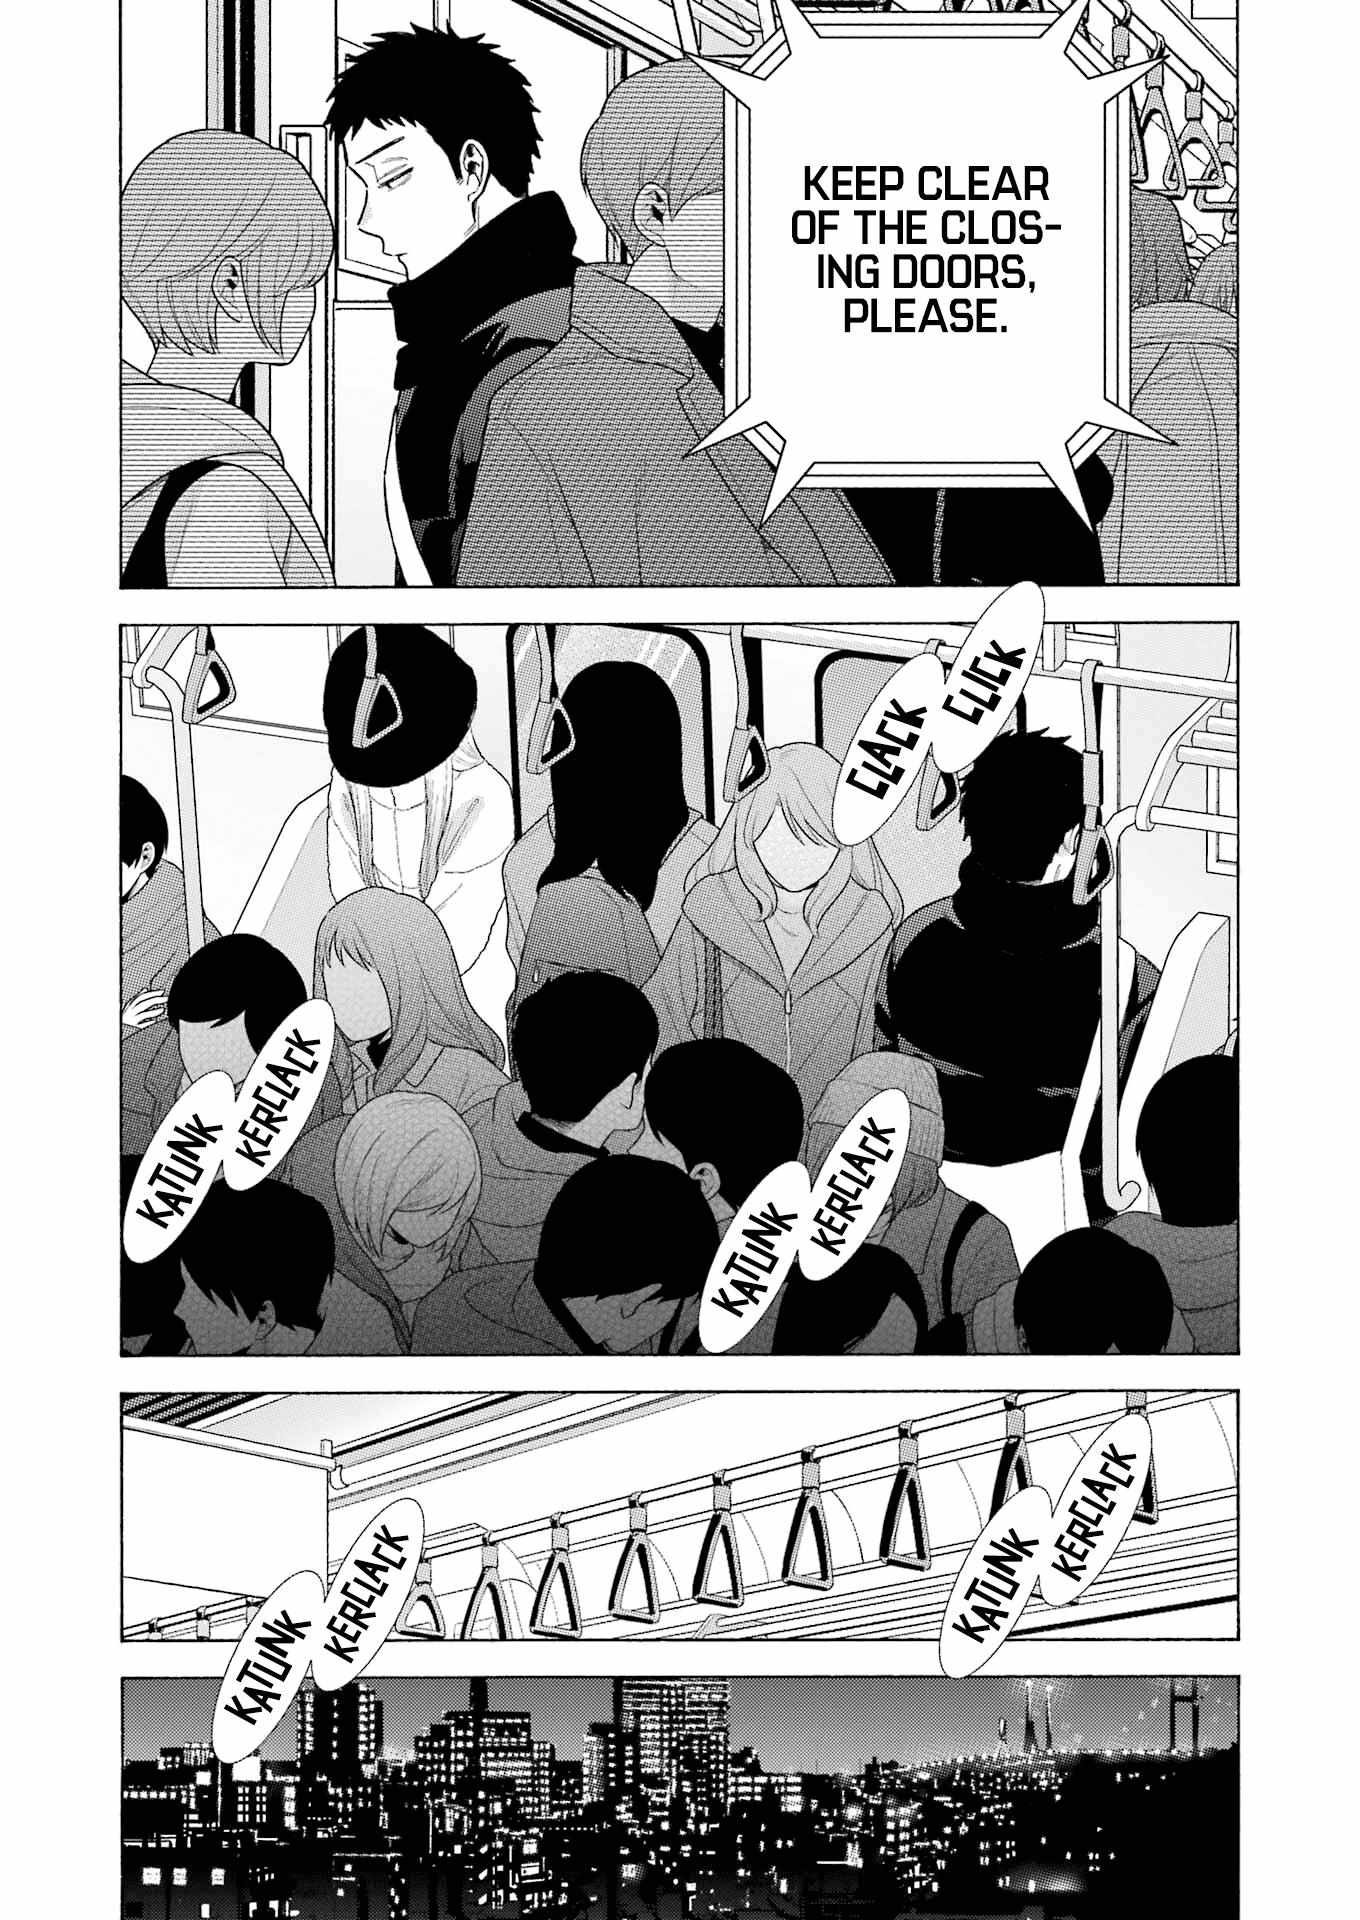 KEEP CLEAR
OF THE CLOS-
ING DOORS,
PLEASE.
CLACK
CLICK
KATUNK
KERCLACK
KATUNK
KERCLACK
KATUNK
KERCLACK
KATUNK
KERCLACK